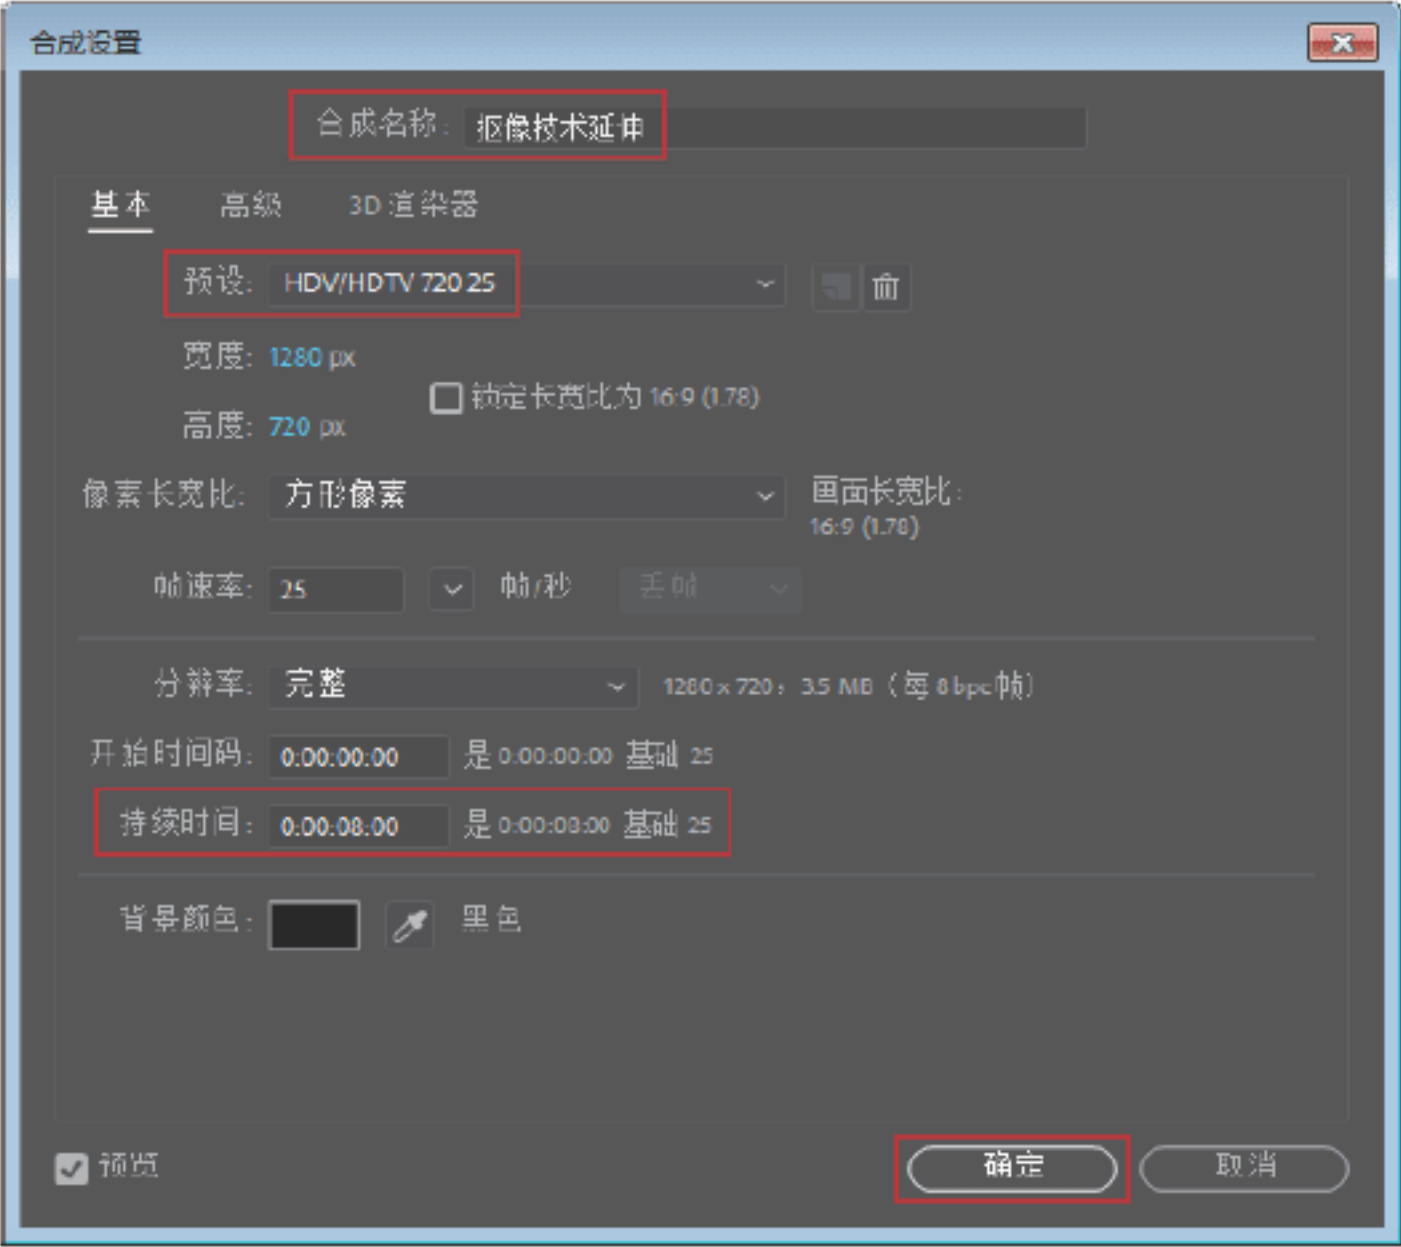 合成设置
合成名称: 抠像技术延伸
基本 高级 3D 渲染器
预设: HDV/HDTV 720 25
宽度: 1280 px
锁定长宽比为 16:9 (1.78)
高度: 720 px
像素长宽比: 方形像素 画面长宽比:
16:9 (1.78)
帧速率: 25 帧/秒 丢帧
分辨率: 完整 1280 x 720, 3.5 MB (每 8bpc帧)
开始时间码: 0:00:00:00 是 0:00:00:00 基础 25
持续时间: 0:00:08:00 是 0:00:08:00 基础 25
背景颜色: 黑色
预览 确定 取消